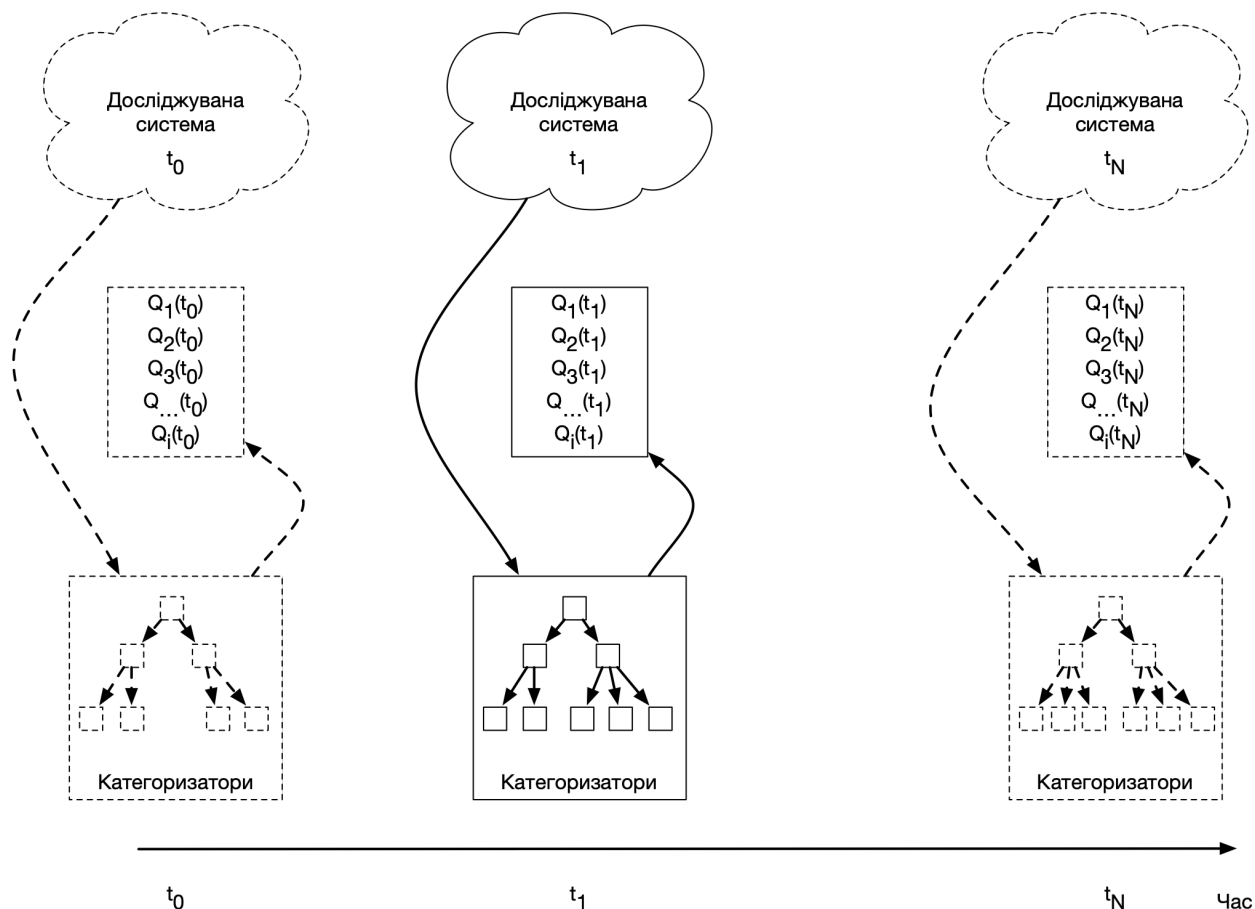 Досліджувана
система
t0
Досліджувана
система
t1
Досліджувана
система
tN
Q1(t0)
Q2(t0)
Q3(t0)
Q...(t0)
Qi(t0)
Q1(t1)
Q2(t1)
Q3(t1)
Q...(t1)
Qi(t1)
Q1(tN)
Q2(tN)
Q3(tN)
Q...(tN)
Qi(tN)
Категоризатори
Категоризатори
Категоризатори
t0
t1
tN
Час